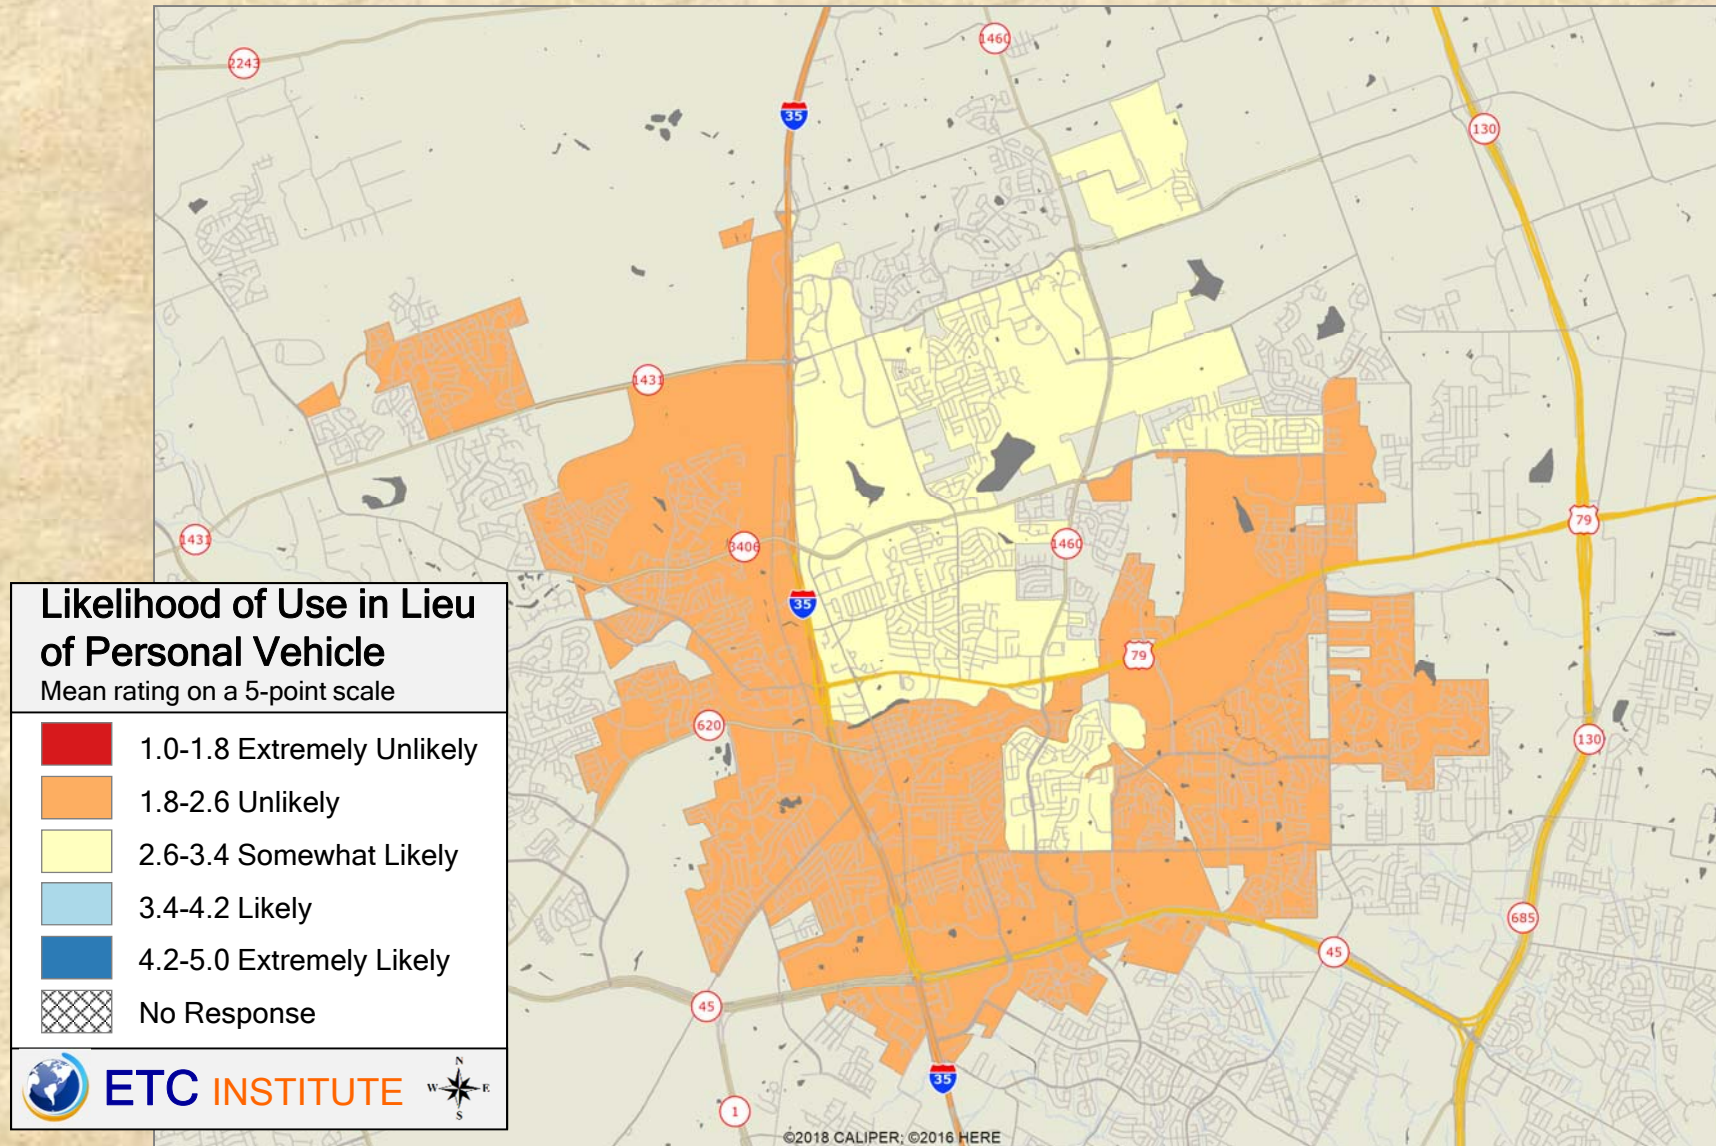 2243
1460
35
130
1431
1431
3406
1460
79
35
79
620
130
685
45
45
35
1
Likelihood of Use in Lieu
of Personal Vehicle
Mean rating on a 5-point scale
1.0-1.8 Extremely Unlikely
1.8-2.6 Unlikely
2.6-3.4 Somewhat Likely
3.4-4.2 Likely
4.2-5.0 Extremely Likely
No Response
ETC INSTITUTE
N
W E
S
©2018 CALIPER; ©2016 HERE